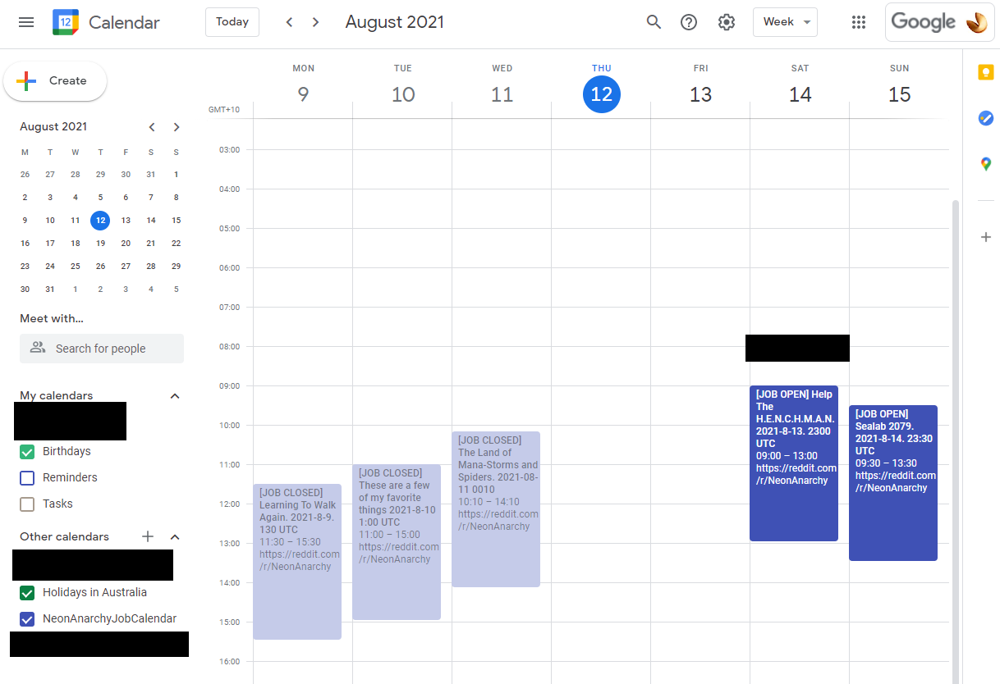 12 Calendar
Today
August 2021
Week
Google
Create
August 2021
M T W T F S S
26 27 28 29 30 31 1
2 3 4 5 6 7 8
9 10 11 12 13 14 15
16 17 18 19 20 21 22
23 24 25 26 27 28 29
30 31 1 2 3 4 5
Meet with...
Search for people
My calendars
Birthdays
Reminders
Tasks
Other calendars
Holidays in Australia
NeonAnarchyJobCalendar
MON TUE WED THU FRI SAT SUN
9 10 11 12 13 14 15
GMT+10
03:00
04:00
05:00
06:00
07:00
08:00
09:00
10:00
11:00
12:00
13:00
14:00
15:00
16:00
[JOB CLOSED]
Learning To Walk
Again. 2021-8-9.
130 UTC
11:30 – 15:30
https://reddit.com
/r/NeonAnarchy
[JOB CLOSED]
These are a few
of my favorite
things 2021-8-10
1:00 UTC
11:00 – 15:00
https://reddit.com
/r/NeonAnarchy
[JOB CLOSED]
The Land of
Mana-Storms and
Spiders. 2021-08-
11 0010
10:10 – 14:10
https://reddit.com
/r/NeonAnarchy
[JOB OPEN] Help
The
H.E.N.C.H.M.A.N.
2021-8-13. 2300
UTC
09:00 – 13:00
https://reddit.com
/r/NeonAnarchy
[JOB OPEN]
Sealab 2079.
2021-8-14. 23:30
UTC
09:30 – 13:30
https://reddit.com
/r/NeonAnarchy